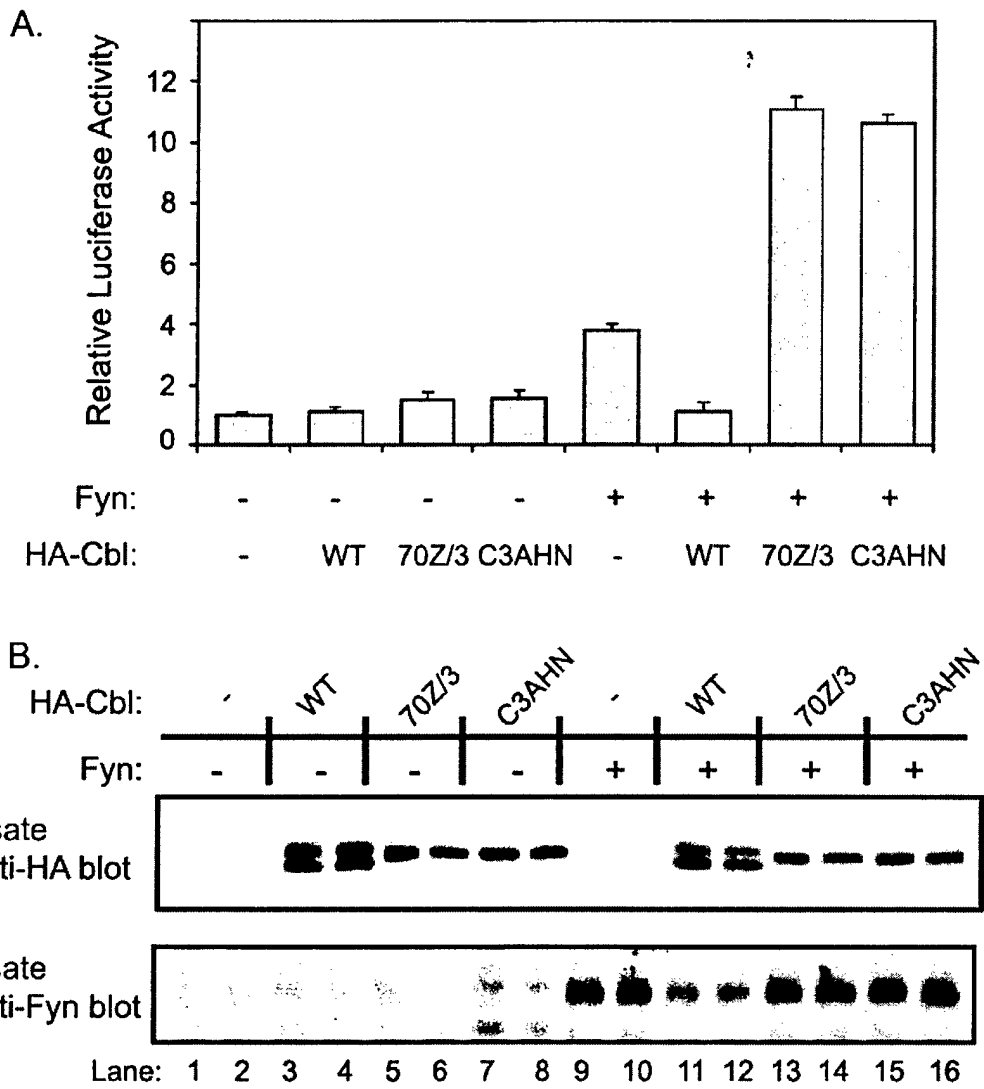 A.
Relative Luciferase Activity
12
10
8
6
4
2
0
Fyn: - - - - + + + +
HA-Cbl: - WT 70Z/3 C3AHN - WT 70Z/3 C3AHN
B.
HA-Cbl: - WT 70Z/3 C3AHN - WT 70Z/3 C3AHN
Fyn: - - - - + + + +
sate
ti-HA blot
sate
ti-Fyn blot
Lane: 1 2 3 4 5 6 7 8 9 10 11 12 13 14 15 16